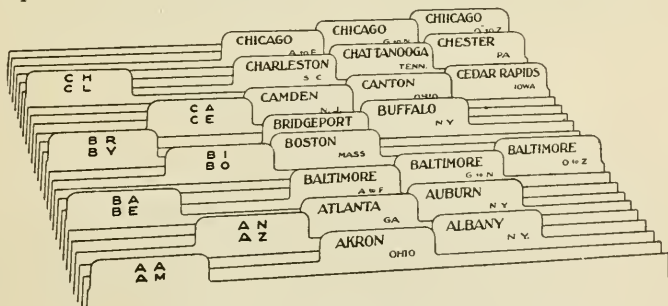 CHICAGO
A to F
CHICAGO
G to N
CHIICAGO
O to Z
C H
C L
CHARLESTON
S C
CHATTANOOGA
TENN.
CHESTER
PA
C A
C E
CAMDEN
N. J.
CANTON
OHIO
CEDAR RAPIDS
IOWA
B R
B Y
BRIDGEPORT
BUFFALO
N Y
B I
B O
BOSTON
MASS
B A
B E
BALTIMORE
A to F
BALTIMORE
G to N
BALTIMORE
O to Z
A N
A Z
ATLANTA
GA
AUBURN
N Y
A A
A M
AKRON
OHIO
ALBANY
N Y.